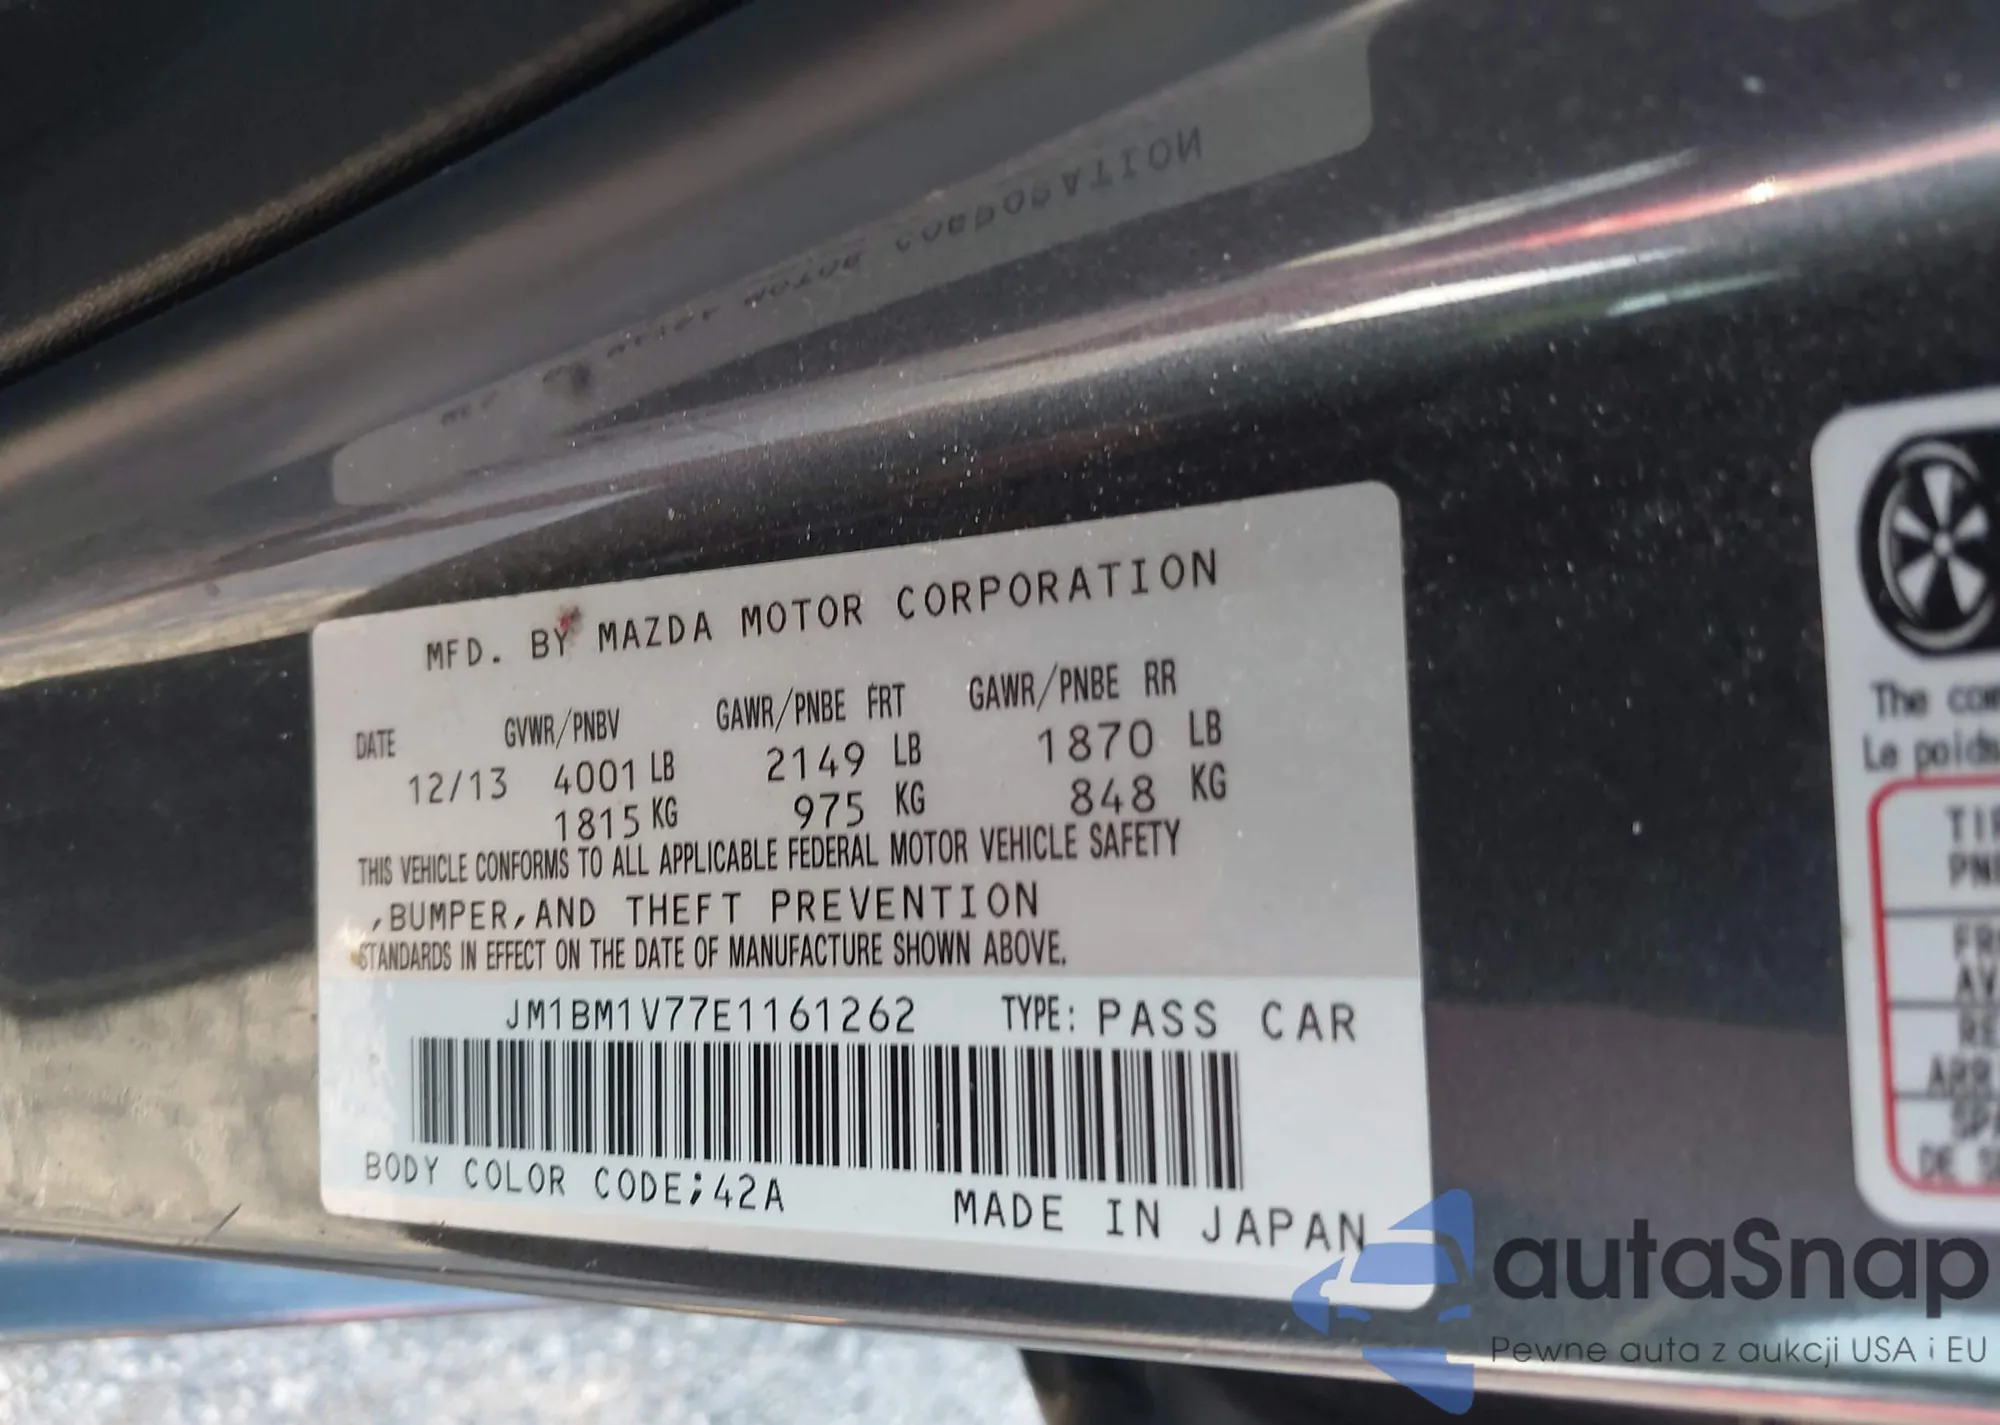 MFD. BY MAZDA MOTOR CORPORATION
DATE GVWR/PNBV GAWR/PNBE FRT GAWR/PNBE RR
12/13 4001 LB 2149 LB 1870 LB
1815 KG 975 KG 848 KG
THIS VEHICLE CONFORMS TO ALL APPLICABLE FEDERAL MOTOR VEHICLE SAFETY
,BUMPER,AND THEFT PREVENTION
STANDARDS IN EFFECT ON THE DATE OF MANUFACTURE SHOWN ABOVE.
JM1BM1V77E1161262 TYPE: PASS CAR
BODY COLOR CODE;42A MADE IN JAPAN
The
Le poids
autaSnap
Pewne auta z aukcji USA i EU